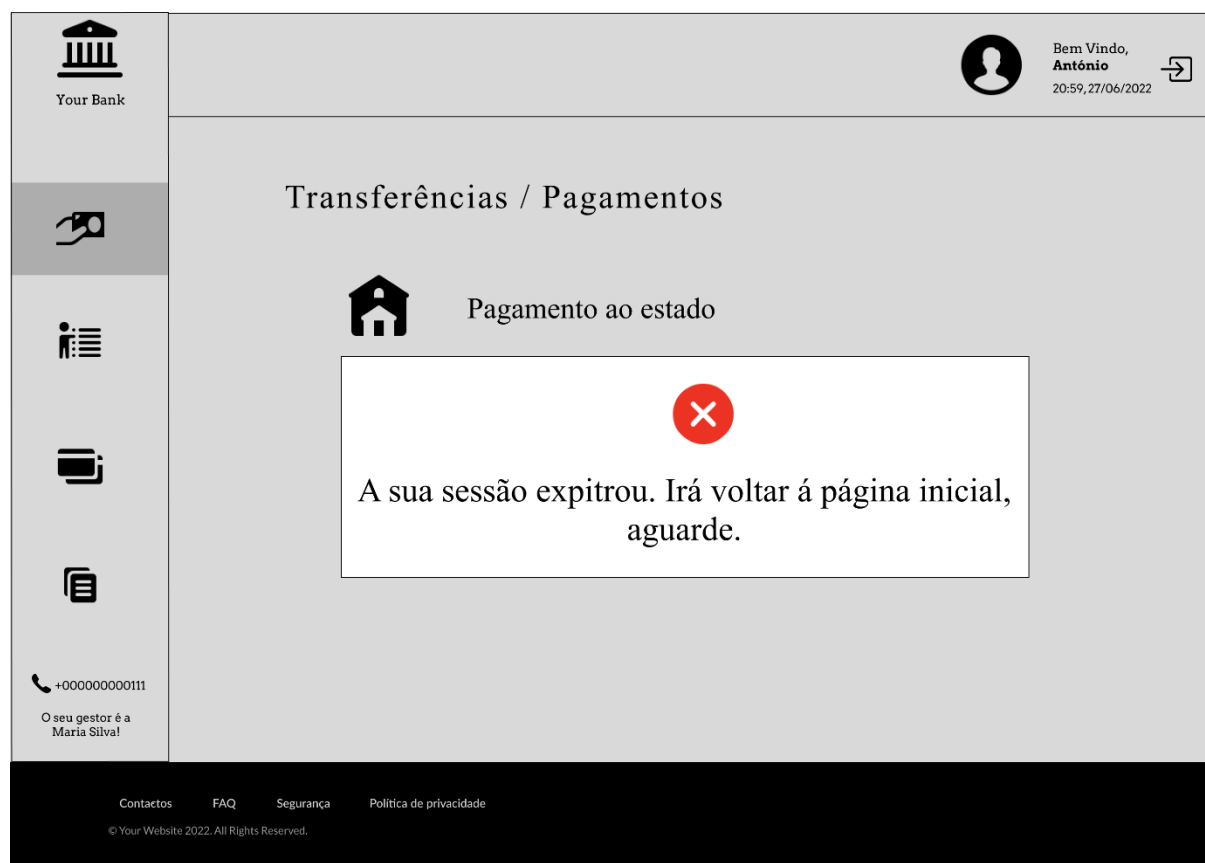 Your Bank
Bem Vindo,
António
20:59, 27/06/2022
Transferências / Pagamentos
Pagamento ao estado
A sua sessão expitrou. Irá voltar á página inicial,
aguarde.
+000000000111
O seu gestor é a
Maria Silva!
Contactos FAQ Segurança Política de privacidade
© Your Website 2022. All Rights Reserved.